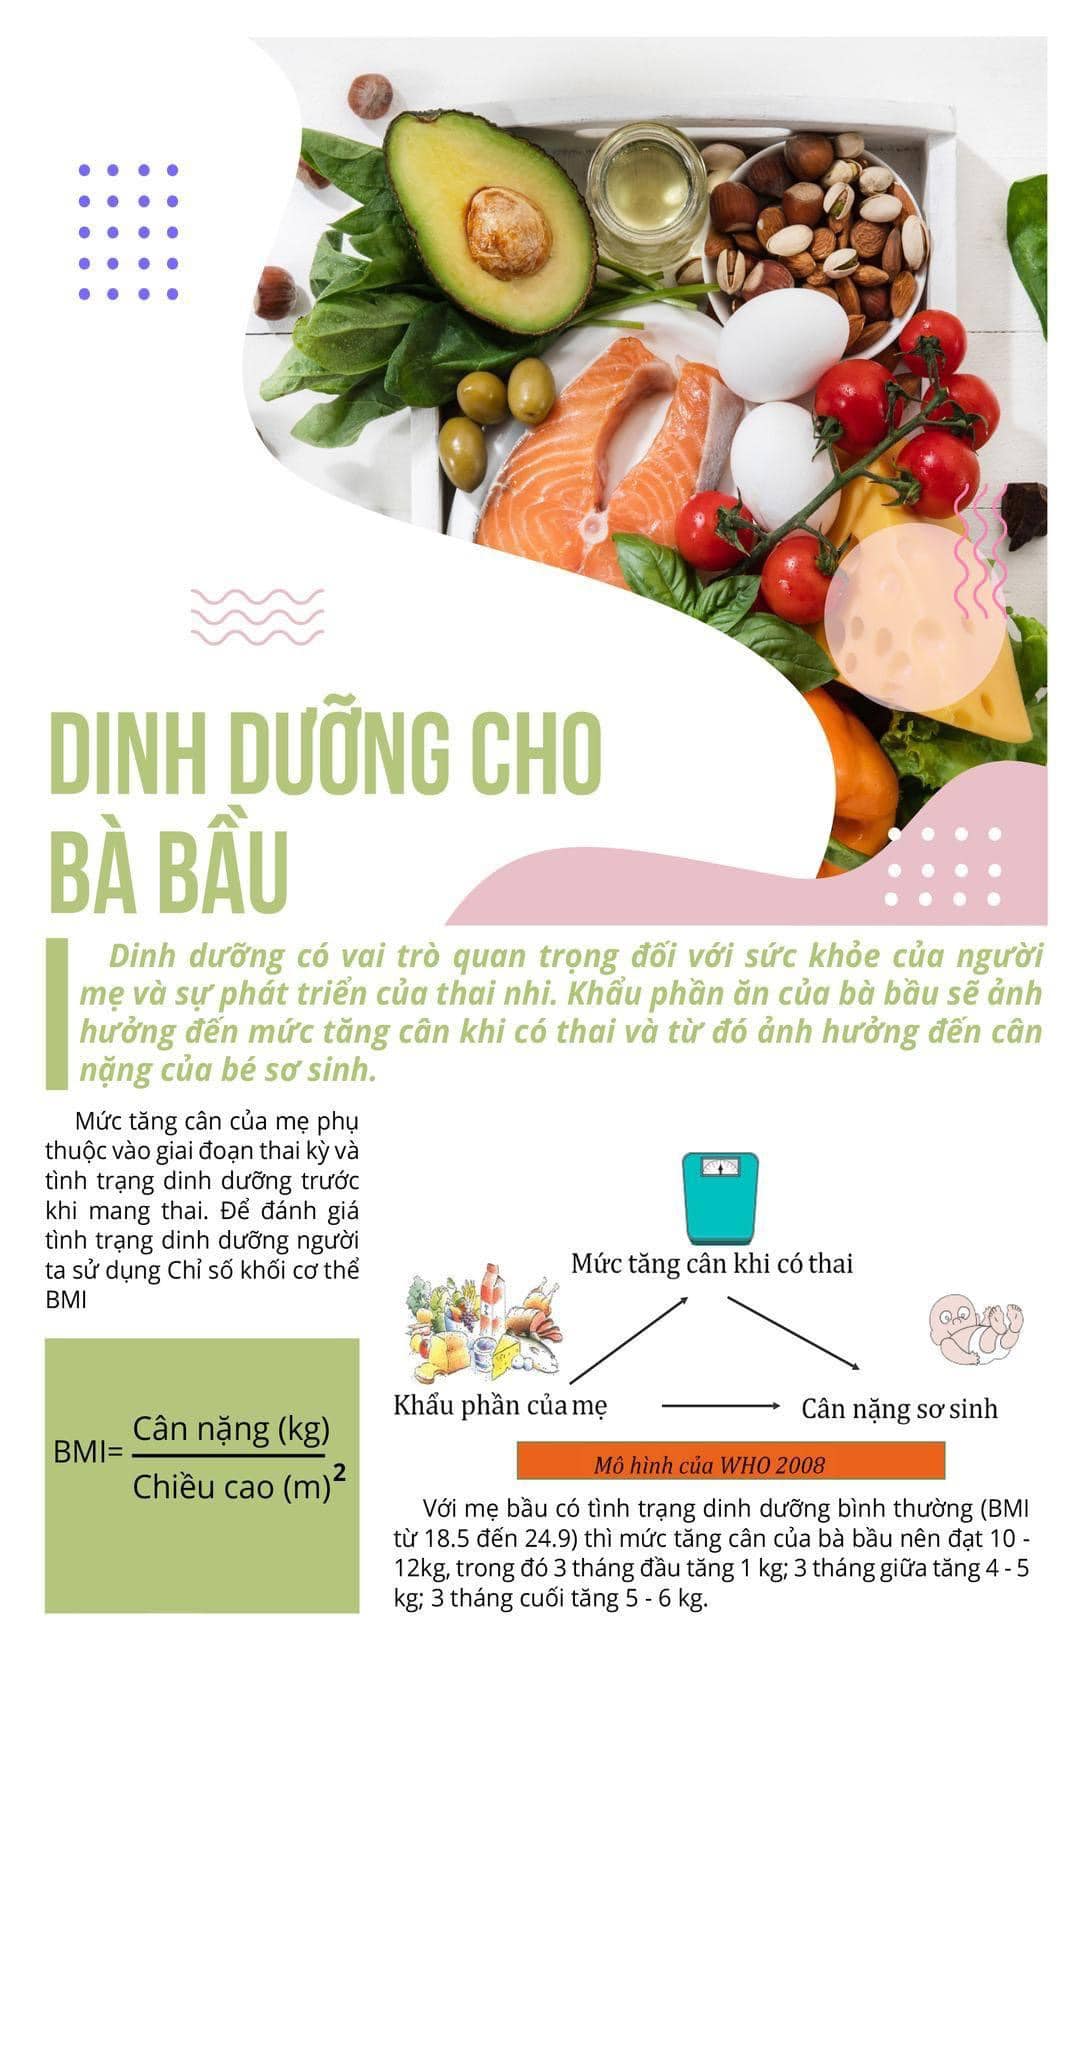 DINH DƯỠNG CHO
BÀ BẦU
Dinh dưỡng có vai trò quan trọng đối với sức khỏe của người
mẹ và sự phát triển của thai nhi. Khẩu phần ăn của bà bầu sẽ ảnh
hưởng đến mức tăng cân khi có thai và từ đó ảnh hưởng đến cân
nặng của bé sơ sinh.
Mức tăng cân của mẹ phụ
thuộc vào giai đoạn thai kỳ và
tình trạng dinh dưỡng trước
khi mang thai. Để đánh giá
tình trạng dinh dưỡng người
ta sử dụng Chỉ số khối cơ thể
BMI
BMI= Cân nặng (kg)
Chiều cao (m)²
Mức tăng cân khi có thai
Khẩu phần của mẹ
Cân nặng sơ sinh
Mô hình của WHO 2008
Với mẹ bầu có tình trạng dinh dưỡng bình thường (BMI
từ 18.5 đến 24.9) thì mức tăng cân của bà bầu nên đạt 10 -
12kg, trong đó 3 tháng đầu tăng 1 kg; 3 tháng giữa tăng 4 - 5
kg; 3 tháng cuối tăng 5 - 6 kg.